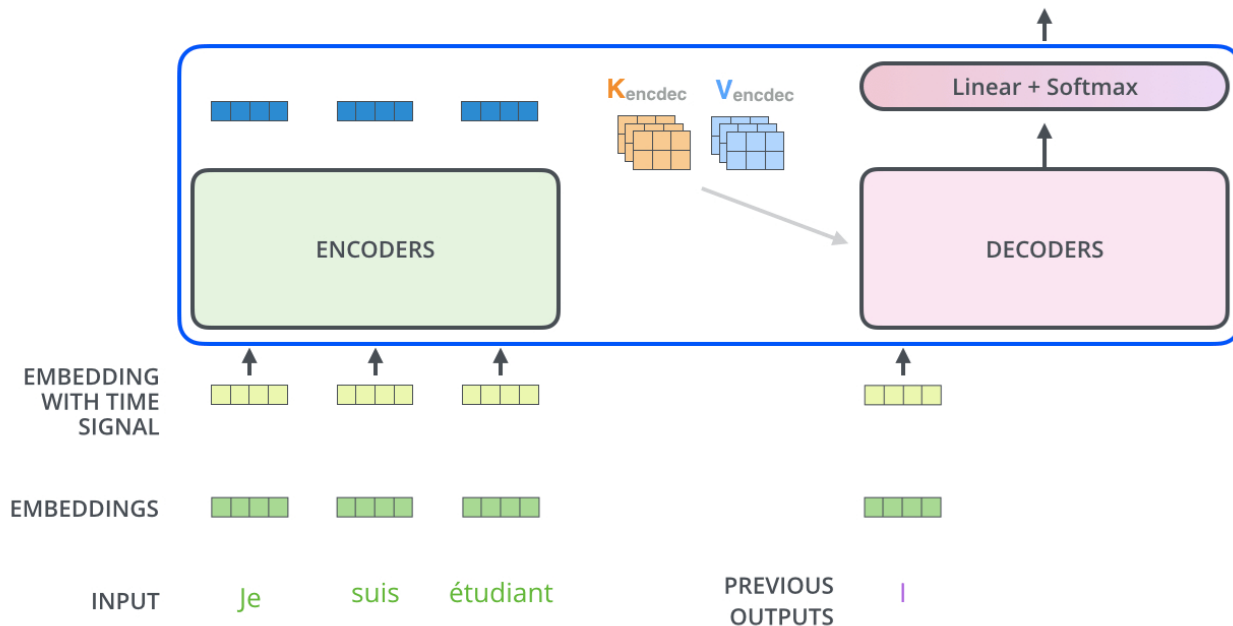 Kencdec Vencdec
Linear + Softmax
ENCODERS
DECODERS
EMBEDDING
WITH TIME
SIGNAL
EMBEDDINGS
INPUT
Je suis étudiant
PREVIOUS
OUTPUTS
I